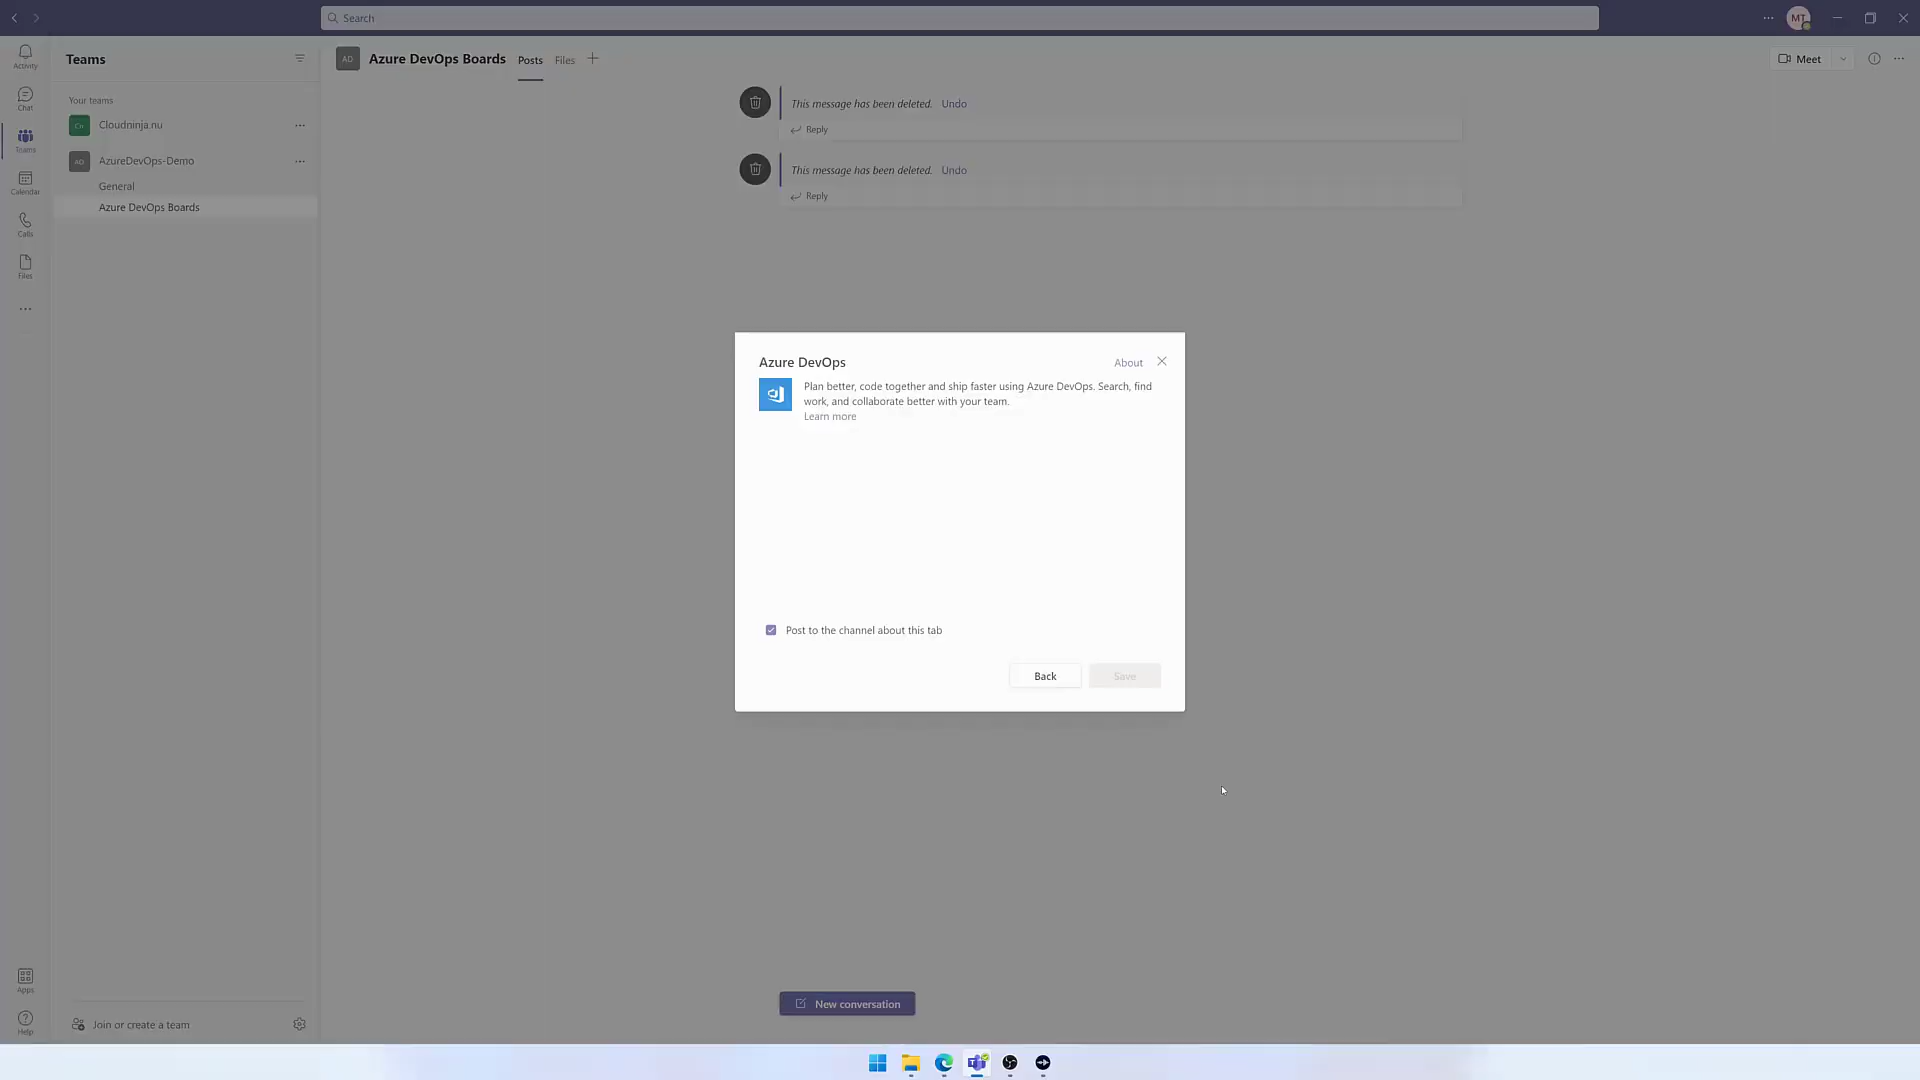 Search
MT
Activity
Chat
Teams
Calendar
Calls
Files
Apps
Help
Teams
Your teams
Cn
Cloudninja.nu
AD
AzureDevOps-Demo
General
Azure DevOps Boards
Join or create a team
AD
Azure DevOps Boards
Posts
Files
Meet
This message has been deleted. Undo
Reply
This message has been deleted. Undo
Reply
Azure DevOps
About
Plan better, code together and ship faster using Azure DevOps. Search, find
work, and collaborate better with your team.
Learn more
Post to the channel about this tab
Back
Save
New conversation